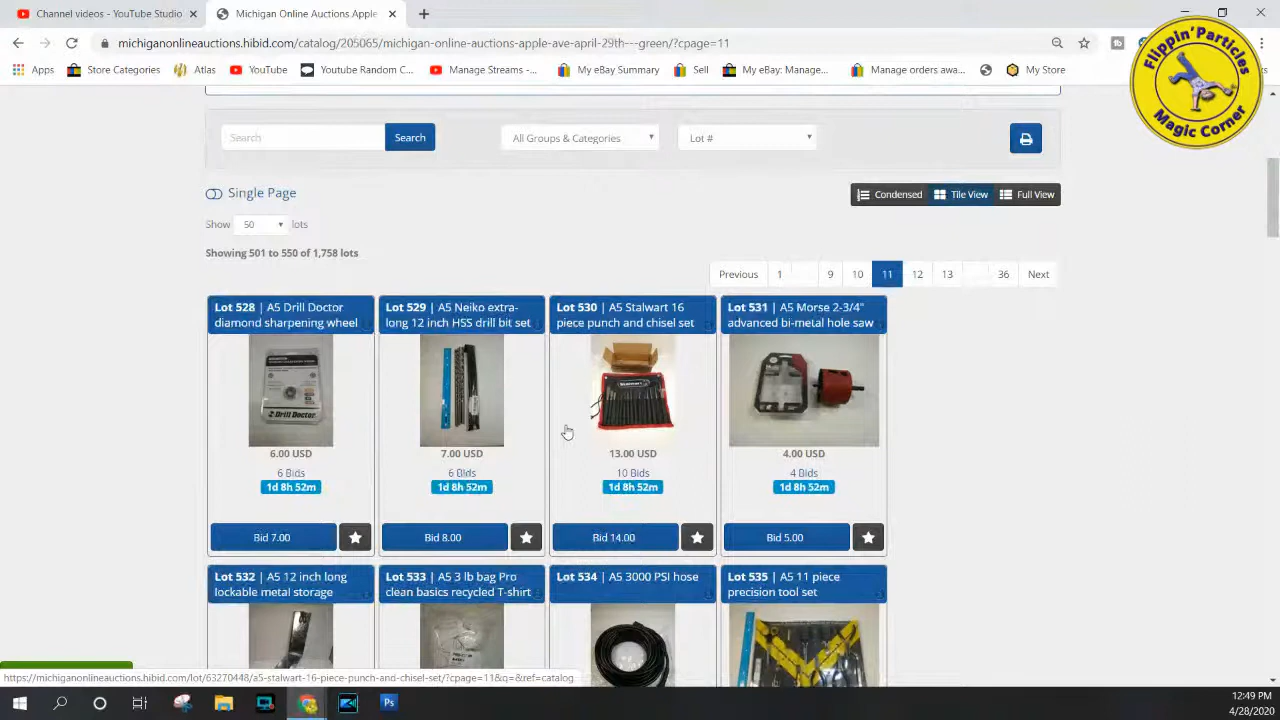 Channel videos - YouTube Studio
Michigan Online Auctions Apple
michiganonlineauctions.hibid.com/catalog/205065/michigan-onlineauctions-apple-ave-april-29th---green/?cpage=11
Apps
Store Categories
Atlas
YouTube
Youtube Random C...
Manage Streams -...
My eBay Summary
Sell
My eBay: Manage...
Manage orders awa...
My Store
Flippin' Particles
Magic Corner
Search
Search
All Groups & Categories
Lot #
Single Page
Condensed
Tile View
Full View
Show 50 lots
Showing 501 to 550 of 1,758 lots
Previous 1 9 10 11 12 13 36 Next
Lot 528 | A5 Drill Doctor
diamond sharpening wheel
DRILL DOCTOR
6.00 USD
6 Bids
1d 8h 52m
Bid 7.00
Lot 529 | A5 Neiko extra-
long 12 inch HSS drill bit set
7.00 USD
6 Bids
1d 8h 52m
Bid 8.00
Lot 530 | A5 Stalwart 16
piece punch and chisel set
Stalwart
13.00 USD
10 Bids
1d 8h 52m
Bid 14.00
Lot 531 | A5 Morse 2-3/4"
advanced bi-metal hole saw
4.00 USD
4 Bids
1d 8h 52m
Bid 5.00
Lot 532 | A5 12 inch long
lockable metal storage
Lot 533 | A5 3 lb bag Pro
clean basics recycled T-shirt
Lot 534 | A5 3000 PSI hose
Lot 535 | A5 11 piece
precision tool set
https://michiganonlineauctions.hibid.com/lot/63270448/a5-stalwart-16-piece-punch-and-chisel-set/?cpage=11&q=&ref=catalog
Ps
12:49 PM
4/28/2020